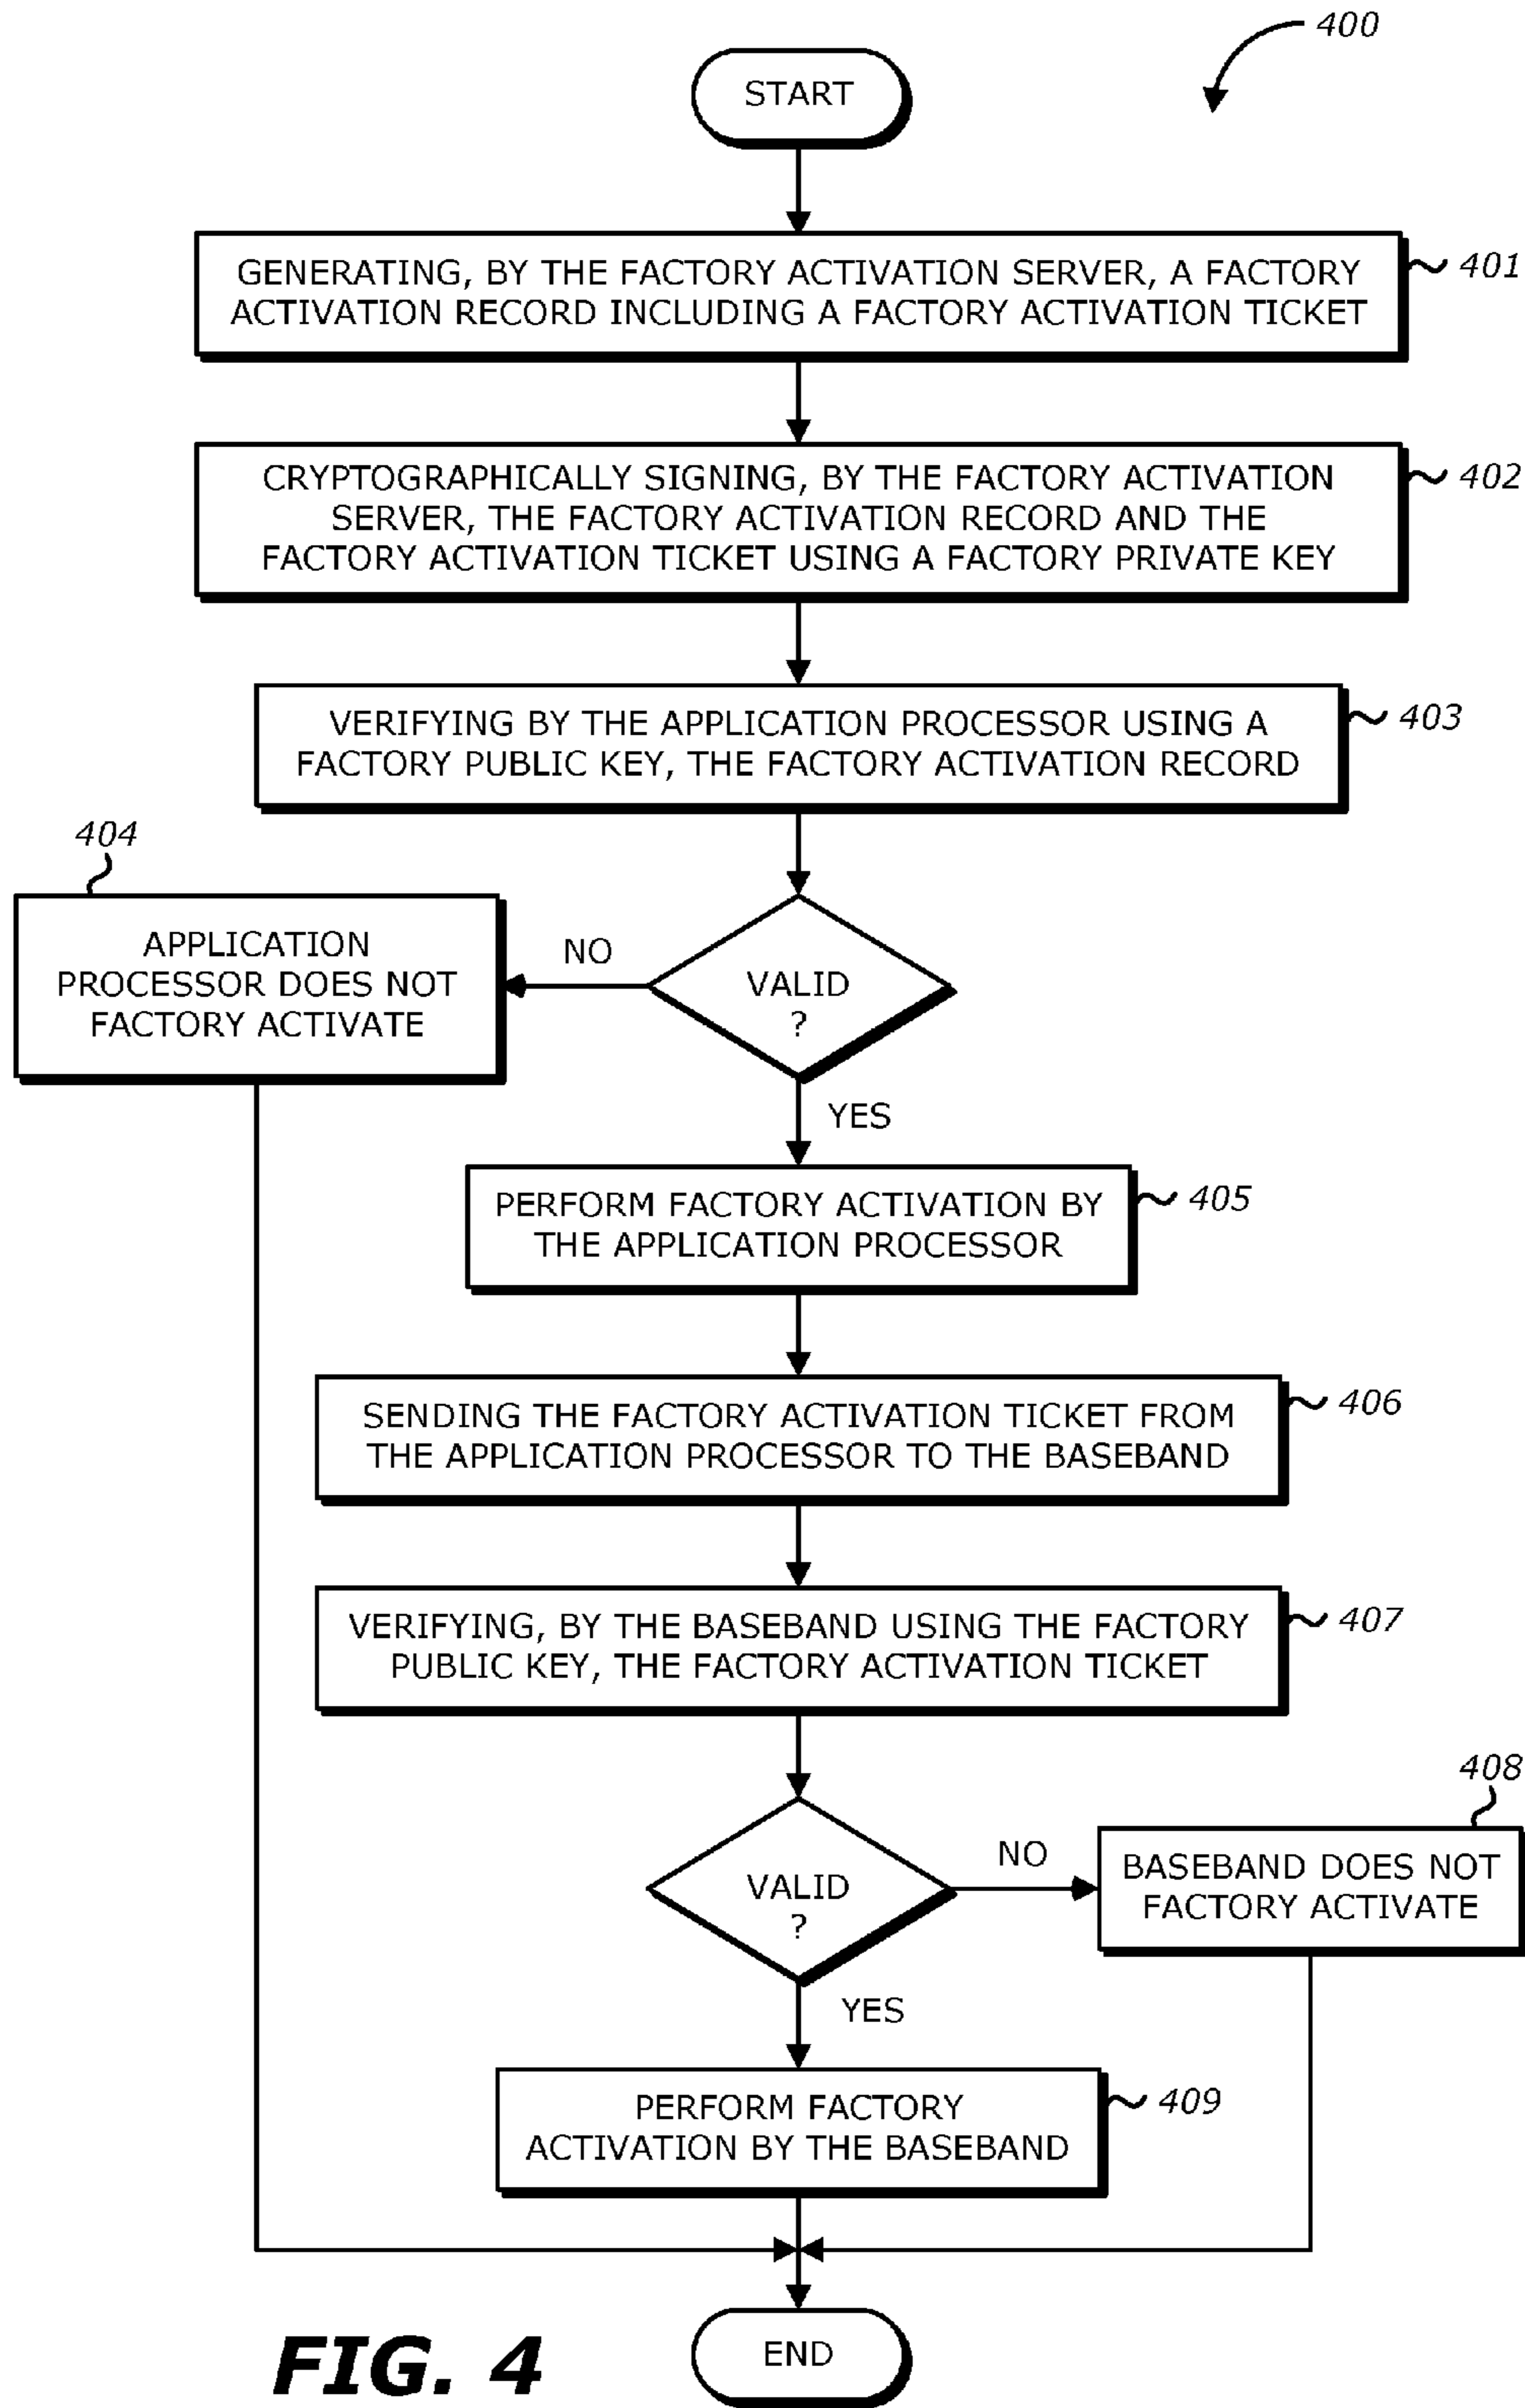 400
START
GENERATING, BY THE FACTORY ACTIVATION SERVER, A FACTORY
ACTIVATION RECORD INCLUDING A FACTORY ACTIVATION TICKET
401
CRYPTOGRAPHICALLY SIGNING, BY THE FACTORY ACTIVATION
SERVER, THE FACTORY ACTIVATION RECORD AND THE
FACTORY ACTIVATION TICKET USING A FACTORY PRIVATE KEY
402
VERIFYING BY THE APPLICATION PROCESSOR USING A
FACTORY PUBLIC KEY, THE FACTORY ACTIVATION RECORD
403
404
APPLICATION
PROCESSOR DOES NOT
FACTORY ACTIVATE
NO
VALID
?
YES
PERFORM FACTORY ACTIVATION BY
THE APPLICATION PROCESSOR
405
SENDING THE FACTORY ACTIVATION TICKET FROM
THE APPLICATION PROCESSOR TO THE BASEBAND
406
VERIFYING, BY THE BASEBAND USING THE FACTORY
PUBLIC KEY, THE FACTORY ACTIVATION TICKET
407
VALID
?
NO
408
BASEBAND DOES NOT
FACTORY ACTIVATE
YES
PERFORM FACTORY
ACTIVATION BY THE BASEBAND
409
END
FIG. 4